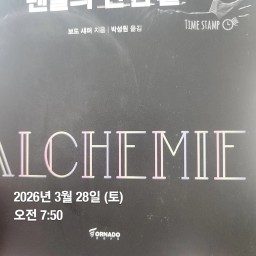 TIME STAMP
보도 섀퍼 지음 | 박성원 옮김
ALCHEMIE
2026년 3월 28일 (토)
오전 7:50
TORNADO